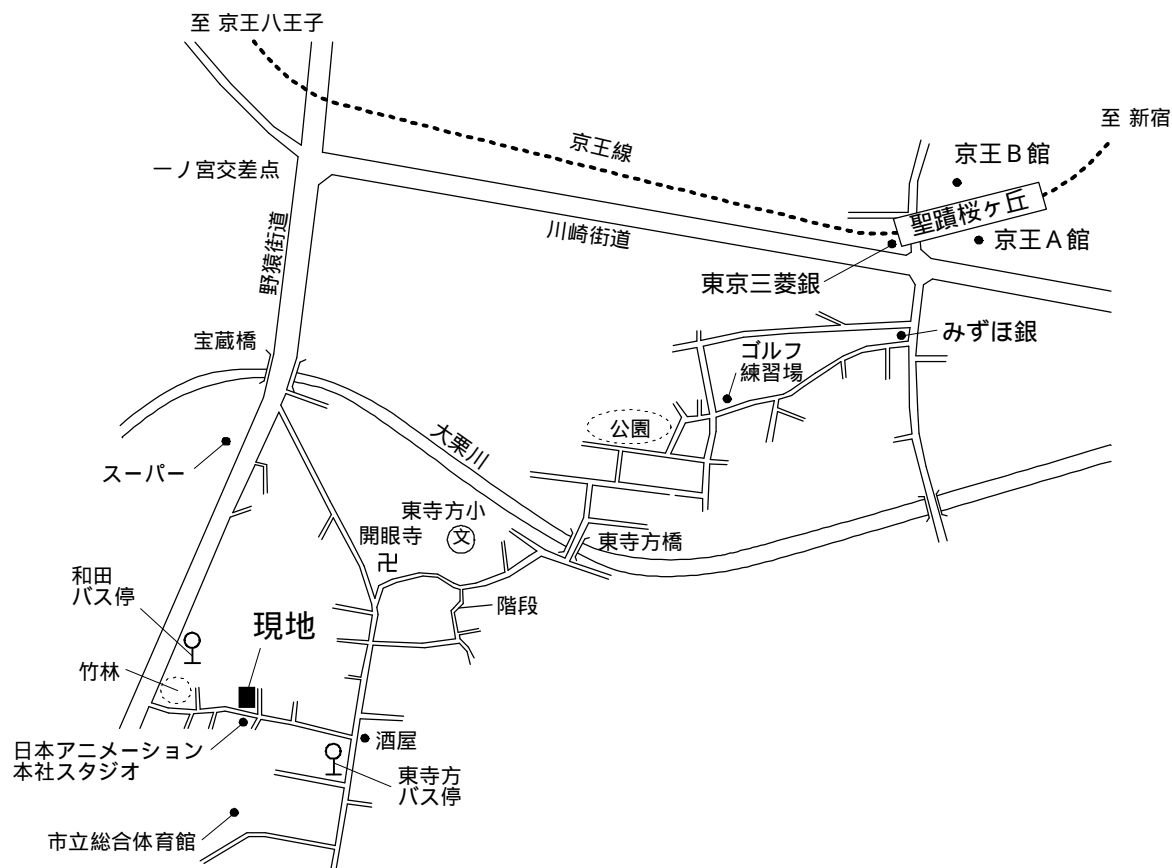 至 京王八王子
至 新宿
京王線
京王B館
一ノ宮交差点
聖蹟桜ヶ丘
野猿街道
川崎街道
京王A館
東京三菱銀
宝蔵橋
みずほ銀
ゴルフ
練習場
公園
大栗川
スーパー
東寺方小
文
開眼寺
卍
東寺方橋
和田
バス停
階段
現地
竹林
日本アニメーション
本社スタジオ
酒屋
東寺方
バス停
市立総合体育館